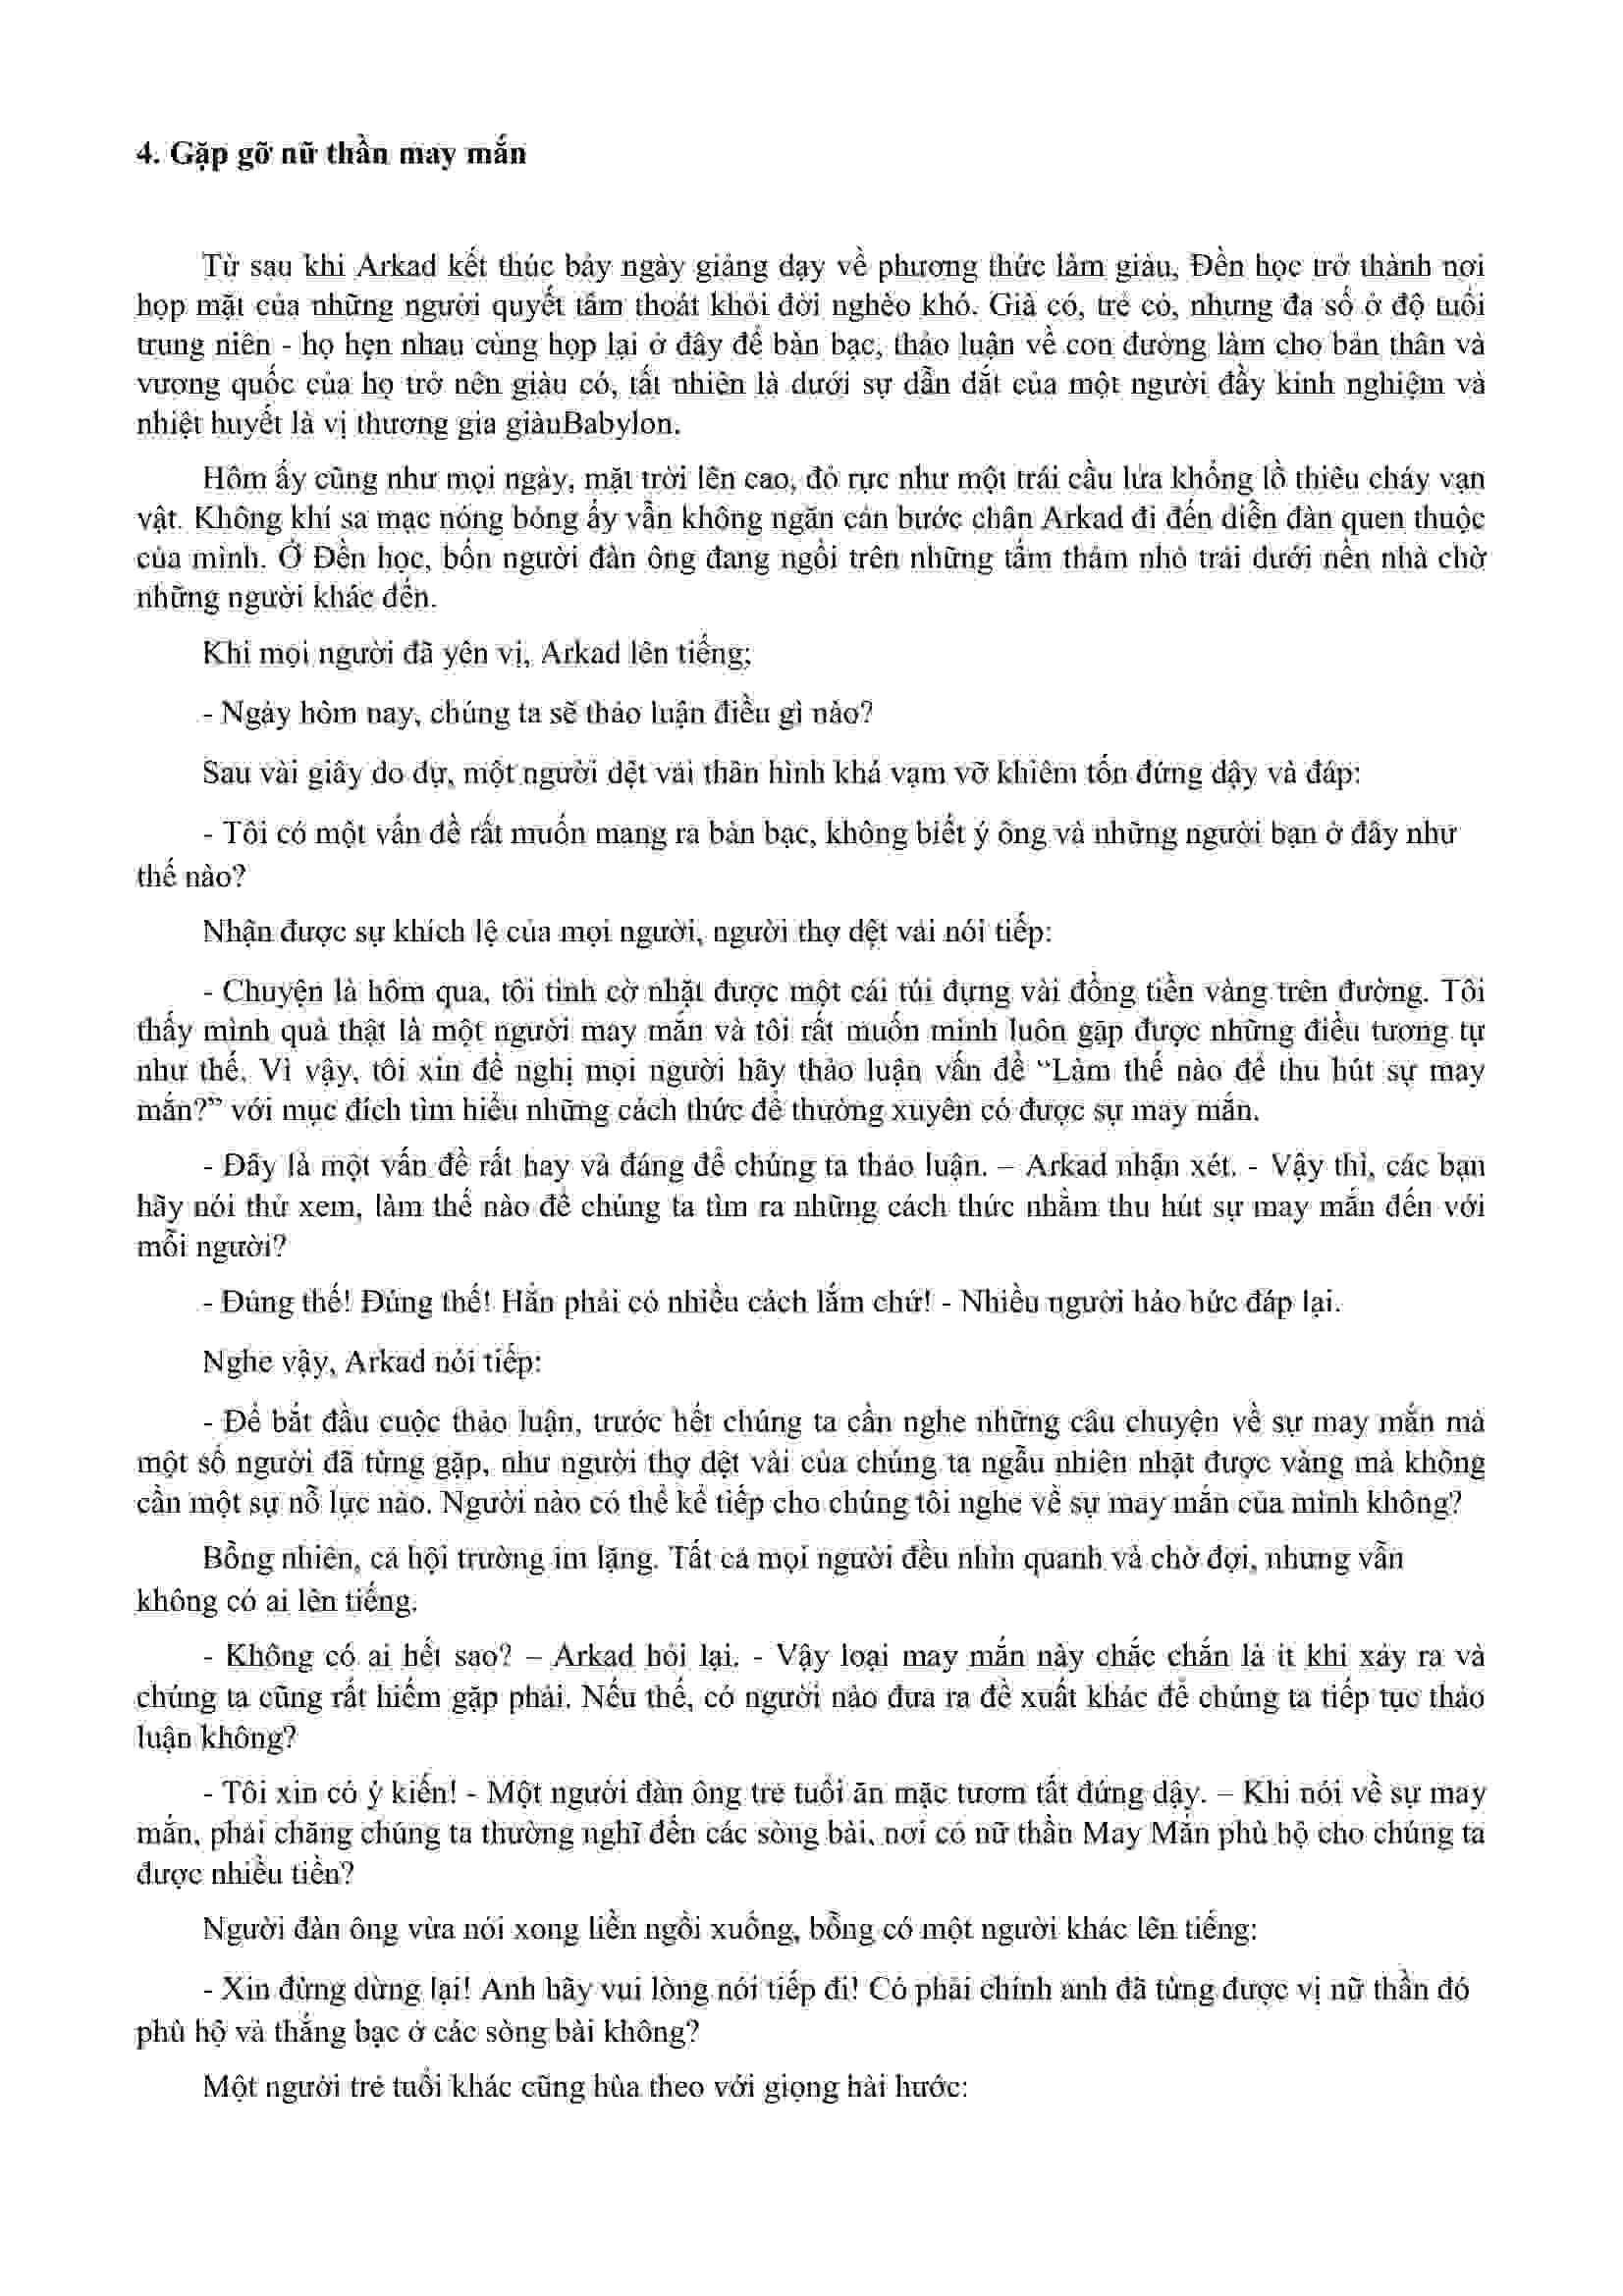 4. Gặp gỡ nữ thần may mắn
Từ sau khi Arkad kết thúc bảy ngày giảng dạy về phương thức làm giàu, Đền học trở thành nơi
họp mặt của những người quyết tâm thoát khỏi đời nghèo khó. Già có, trẻ có, nhưng đa số ở độ tuổi
trung niên - họ hẹn nhau cùng họp lại ở đây để bàn bạc, thảo luận về con đường làm cho bản thân và
vương quốc của họ trở nên giàu có, tất nhiên là dưới sự dẫn dắt của một người đầy kinh nghiệm và
nhiệt huyết là vị thương gia giàuBabylon.
Hôm ấy cũng như mọi ngày, mặt trời lên cao, đỏ rực như một trái cầu lửa khổng lồ thiêu cháy vạn
vật. Không khí sa mạc nóng bỏng ấy vẫn không ngăn cản bước chân Arkad đi đến diễn đàn quen thuộc
của mình. Ở Đền học, bốn người đàn ông đang ngồi trên những tấm thảm nhỏ trải dưới nền nhà chờ
những người khác đến.
Khi mọi người đã yên vị, Arkad lên tiếng:
- Ngày hôm nay, chúng ta sẽ thảo luận điều gì nào?
Sau vài giây do dự, một người dệt vải thân hình khá vạm vỡ khiêm tốn đứng dậy và đáp:
- Tôi có một vấn đề rất muốn mang ra bàn bạc, không biết ý ông và những người bạn ở đây như
thế nào?
Nhận được sự khích lệ của mọi người, người thợ dệt vải nói tiếp:
- Chuyện là hôm qua, tôi tình cờ nhặt được một cái túi đựng vài đồng tiền vàng trên đường. Tôi
thấy mình quả thật là một người may mắn và tôi rất muốn mình luôn gặp được những điều tương tự
như thế. Vì vậy, tôi xin đề nghị mọi người hãy thảo luận vấn đề “Làm thế nào để thu hút sự may
mắn?” với mục đích tìm hiểu những cách thức để thường xuyên có được sự may mắn.
- Đây là một vấn đề rất hay và đáng để chúng ta thảo luận. – Arkad nhận xét. - Vậy thì, các bạn
hãy nói thử xem, làm thế nào để chúng ta tìm ra những cách thức nhằm thu hút sự may mắn đến với
mỗi người?
- Đúng thế! Đúng thế! Hẳn phải có nhiều cách lắm chứ! - Nhiều người háo hức đáp lại.
Nghe vậy, Arkad nói tiếp:
- Để bắt đầu cuộc thảo luận, trước hết chúng ta cần nghe những câu chuyện về sự may mắn mà
một số người đã từng gặp, như người thợ dệt vải của chúng ta ngẫu nhiên nhặt được vàng mà không
cần một sự nỗ lực nào. Người nào có thể kể tiếp cho chúng tôi nghe về sự may mắn của mình không?
Bỗng nhiên, cả hội trường im lặng. Tất cả mọi người đều nhìn quanh và chờ đợi, nhưng vẫn
không có ai lên tiếng.
- Không có ai hết sao? – Arkad hỏi lại. - Vậy loại may mắn này chắc chắn là ít khi xảy ra và
chúng ta cũng rất hiếm gặp phải. Nếu thế, có người nào đưa ra đề xuất khác để chúng ta tiếp tục thảo
luận không?
- Tôi xin có ý kiến! - Một người đàn ông trẻ tuổi ăn mặc tươm tất đứng dậy. – Khi nói về sự may
mắn, phải chăng chúng ta thường nghĩ đến các sòng bài, nơi có nữ thần May Mắn phù hộ cho chúng ta
được nhiều tiền?
Người đàn ông vừa nói xong liền ngồi xuống, bỗng có một người khác lên tiếng:
- Xin đừng dừng lại! Anh hãy vui lòng nói tiếp đi! Có phải chính anh đã từng được vị nữ thần đó
phù hộ và thắng bạc ở các sòng bài không?
Một người trẻ tuổi khác cũng hùa theo với giọng hài hước: